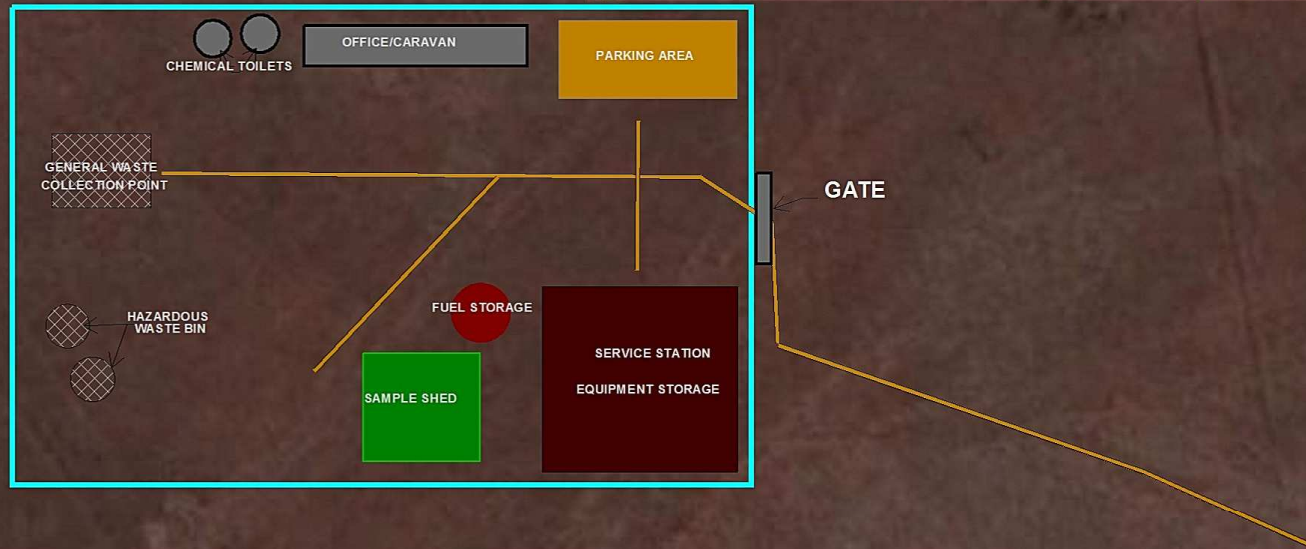 OFFICE/CARAVAN
PARKING AREA
CHEMICAL TOILETS
GENERAL WASTE
COLLECTION POINT
GATE
HAZARDOUS
WASTE BIN
FUEL STORAGE
SERVICE STATION
EQUIPMENT STORAGE
SAMPLE SHED